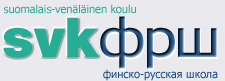 suomalais-venäläinen koulu
svkфрш
финско-русская школа